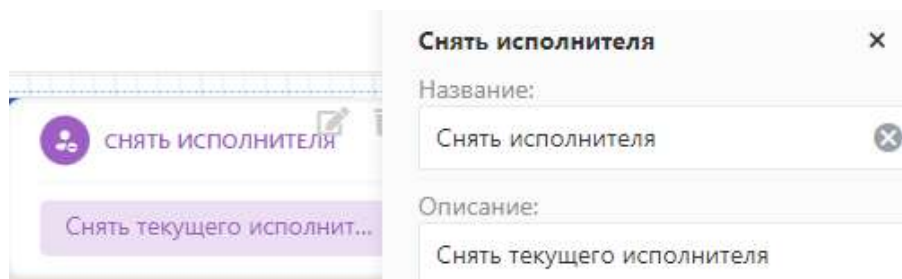 Снять исполнителя
Название:
СНЯТЬ ИСПОЛНИТЕЛЯ
Снять исполнителя
Описание:
Снять текущего исполнит...
Снять текущего исполнителя